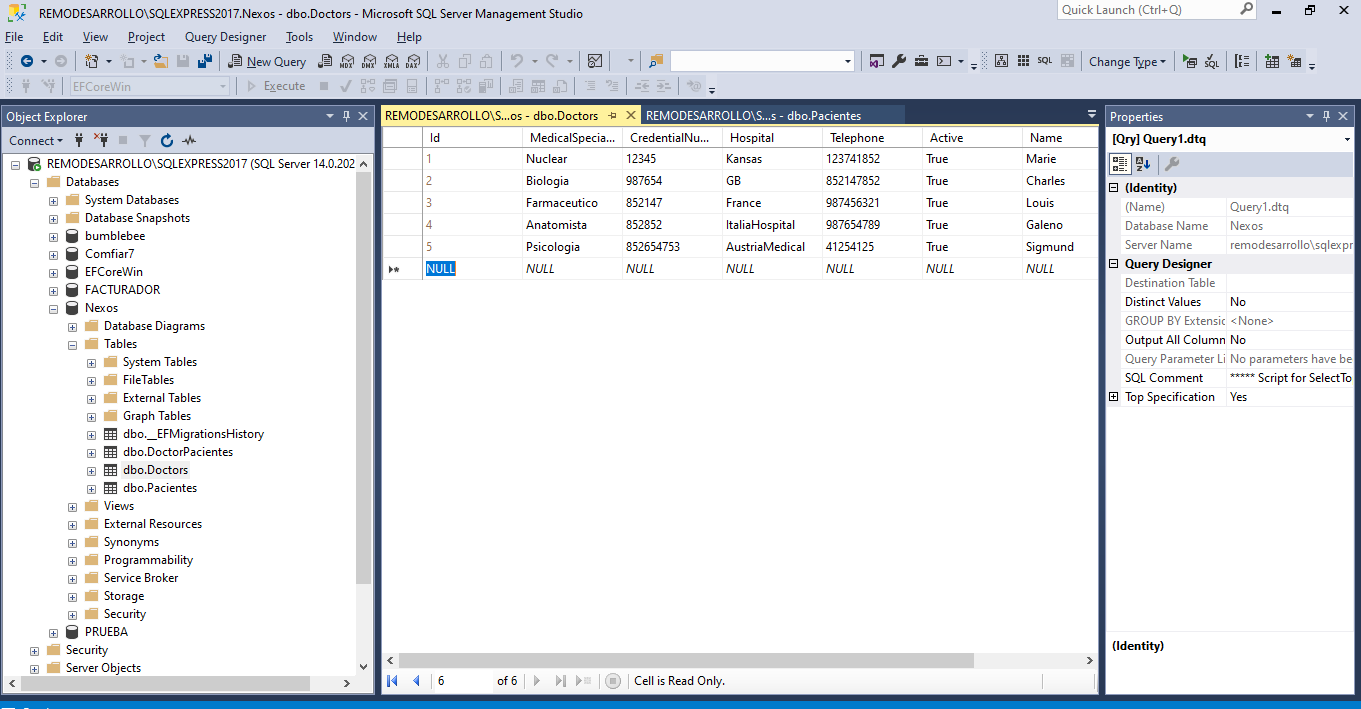 REMODESARROLLO\SQLEXPRESS2017.Nexos - dbo.Doctors - Microsoft SQL Server Management Studio
Quick Launch (Ctrl+Q)
File Edit View Project Query Designer Tools Window Help
New Query MDX DMX XMLA DAX SQL Change Type SQL
EFCoreWin Execute
Object Explorer
Connect
REMODESARROLLO\SQLEXPRESS2017 (SQL Server 14.0.202
Databases
System Databases
Database Snapshots
bumblebee
Comfiar7
EFCoreWin
FACTURADOR
Nexos
Database Diagrams
Tables
System Tables
FileTables
External Tables
Graph Tables
dbo.__EFMigrationsHistory
dbo.DoctorPacientes
dbo.Doctors
dbo.Pacientes
Views
External Resources
Synonyms
Programmability
Service Broker
Storage
Security
PRUEBA
Security
Server Objects
REMODESARROLLO\S...os - dbo.Doctors REMODESARROLLO\S...s - dbo.Pacientes
Id MedicalSpecia... CredentialNu... Hospital Telephone Active Name
1 Nuclear 12345 Kansas 123741852 True Marie
2 Biologia 987654 GB 852147852 True Charles
3 Farmaceutico 852147 France 987456321 True Louis
4 Anatomista 852852 ItaliaHospital 987654789 True Galeno
5 Psicologia 852654753 AustriaMedical 41254125 True Sigmund
NULL NULL NULL NULL NULL NULL NULL
6 of 6 Cell is Read Only.
Properties
[Qry] Query1.dtq
(Identity)
(Name) Query1.dtq
Database Name Nexos
Server Name remodesarrollo\sqlexpr
Query Designer
Destination Table
Distinct Values No
GROUP BY Extensic <None>
Output All Column No
Query Parameter Li No parameters have be
SQL Comment ***** Script for SelectTo
Top Specification Yes
(Identity)